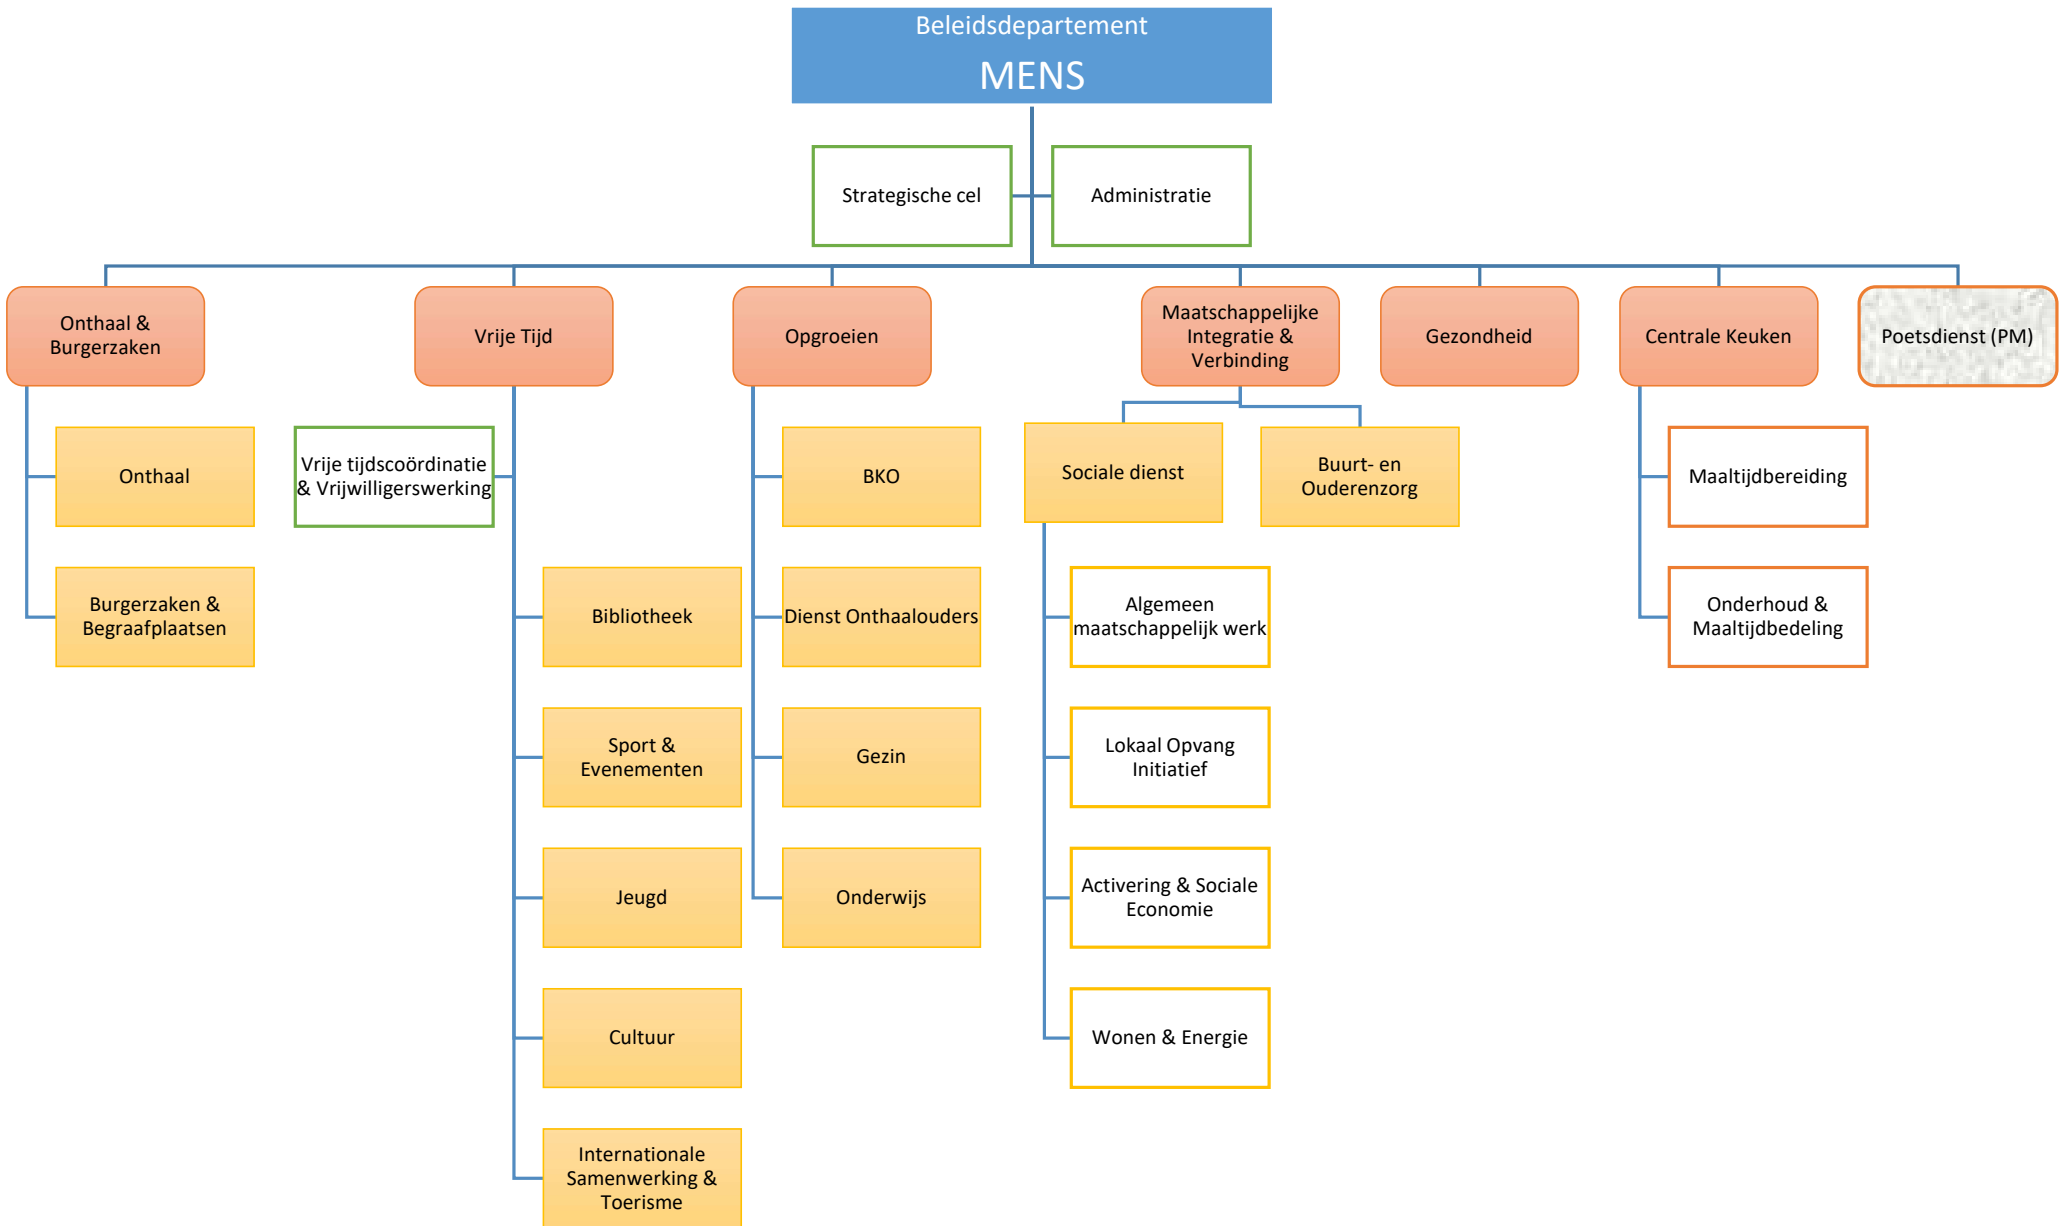 Beleidsdepartement
MENS
Strategische cel
Administratie
Onthaal &
Burgerzaken
Vrije Tijd
Opgroeien
Maatschappelijke
Integratie &
Verbinding
Gezondheid
Centrale Keuken
Poetsdienst (PM)
Onthaal
Burgerzaken &
Begraafplaatsen
Vrije tijdscoördinatie
& Vrijwilligerswerking
Bibliotheek
Sport &
Evenementen
Jeugd
Cultuur
Internationale
Samenwerking &
Toerisme
BKO
Dienst Onthaalouders
Gezin
Onderwijs
Sociale dienst
Algemeen
maatschappelijk werk
Lokaal Opvang
Initiatief
Activering & Sociale
Economie
Wonen & Energie
Buurt- en
Ouderenzorg
Maaltijdbereiding
Onderhoud &
Maaltijdbedeling